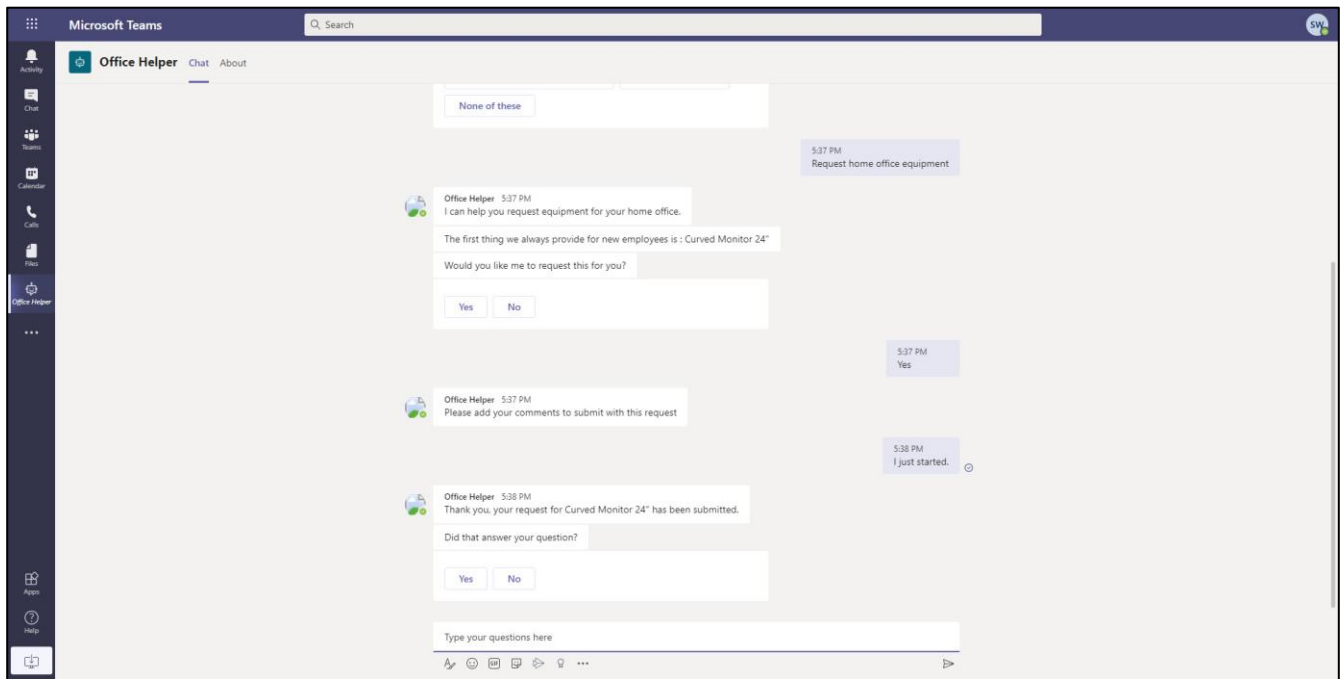 Microsoft Teams
Search
SW
Activity
Chat
Teams
Calendar
Calls
Files
Office Helper
Apps
Help
Office Helper Chat About
None of these
5:37 PM
Request home office equipment
Office Helper 5:37 PM
I can help you request equipment for your home office.
The first thing we always provide for new employees is : Curved Monitor 24"
Would you like me to request this for you?
Yes No
5:37 PM
Yes
Office Helper 5:37 PM
Please add your comments to submit with this request
5:38 PM
I just started.
Office Helper 5:38 PM
Thank you, your request for Curved Monitor 24" has been submitted.
Did that answer your question?
Yes No
Type your questions here
GIF